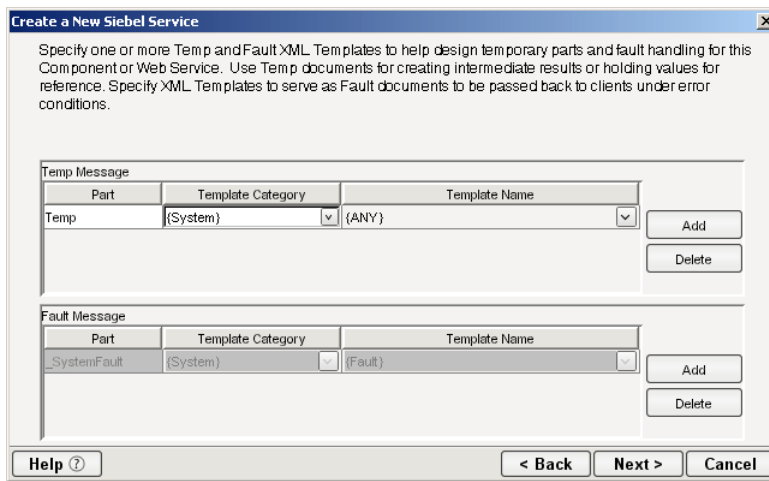 Create a New Siebel Service
Specify one or more Temp and Fault XML Templates to help design temporary parts and fault handling for this
Component or Web Service. Use Temp documents for creating intermediate results or holding values for
reference. Specify XML Templates to serve as Fault documents to be passed back to clients under error
conditions.
Temp Message
Part Template Category Template Name
Temp {System} {ANY}
Add
Delete
Fault Message
Part Template Category Template Name
_SystemFault {System} {Fault}
Add
Delete
Help ? < Back Next > Cancel